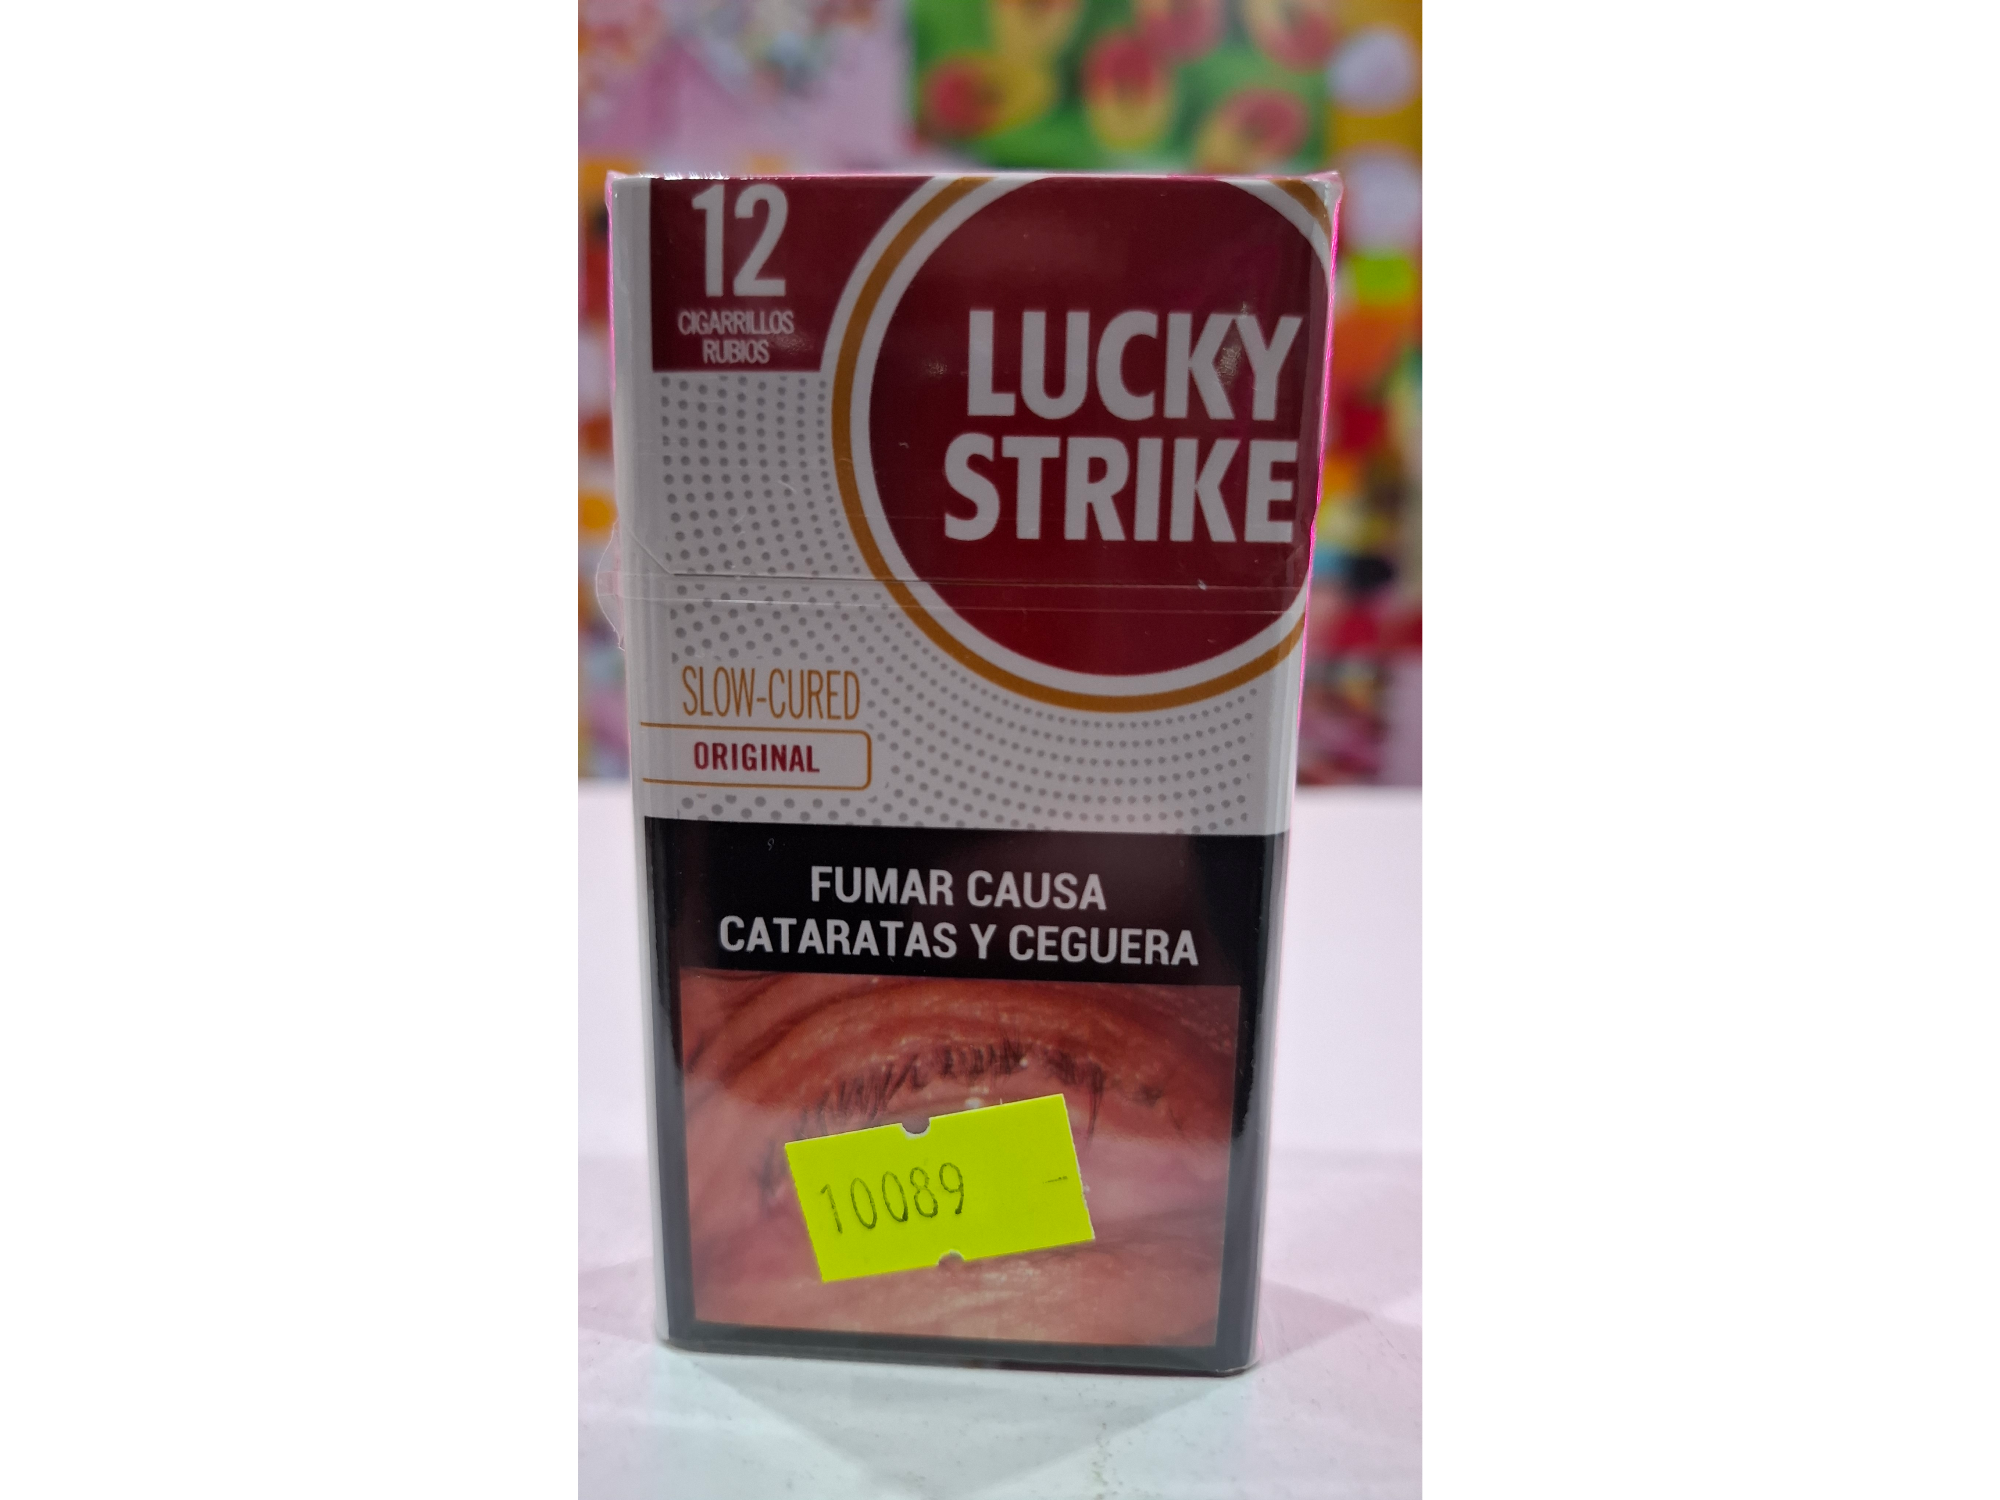 12
CIGARRILLOS
RUBIOS
LUCKY
STRIKE
SLOW-CURED
ORIGINAL
FUMAR CAUSA
CATARATAS Y CEGUERA
10089 –